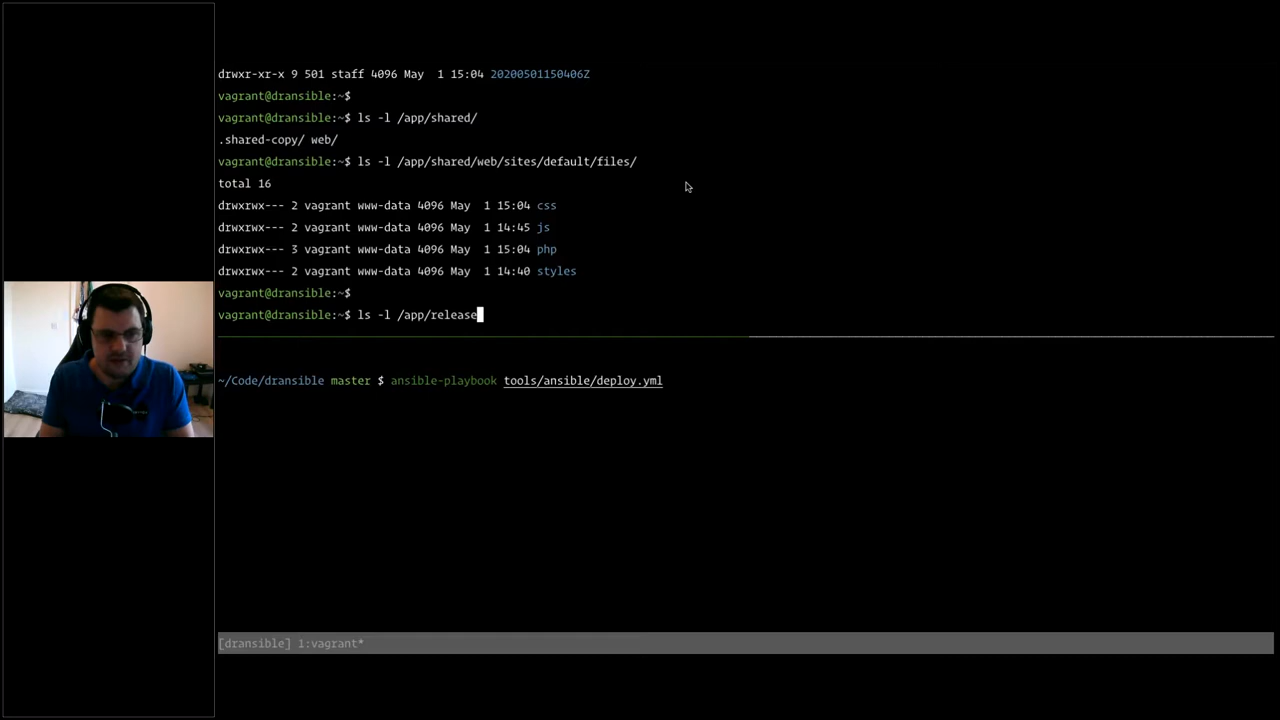 drwxr-xr-x 9 501 staff 4096 May  1 15:04 20200501150406Z
vagrant@dransible:~$
vagrant@dransible:~$ ls -l /app/shared/
.shared-copy/ web/
vagrant@dransible:~$ ls -l /app/shared/web/sites/default/files/
total 16
drwxrwx--- 2 vagrant www-data 4096 May  1 15:04 css
drwxrwx--- 2 vagrant www-data 4096 May  1 14:45 js
drwxrwx--- 3 vagrant www-data 4096 May  1 15:04 php
drwxrwx--- 2 vagrant www-data 4096 May  1 14:40 styles
vagrant@dransible:~$
vagrant@dransible:~$ ls -l /app/release
~/Code/dransible master $ ansible-playbook tools/ansible/deploy.yml
[dransible] 1:vagrant*